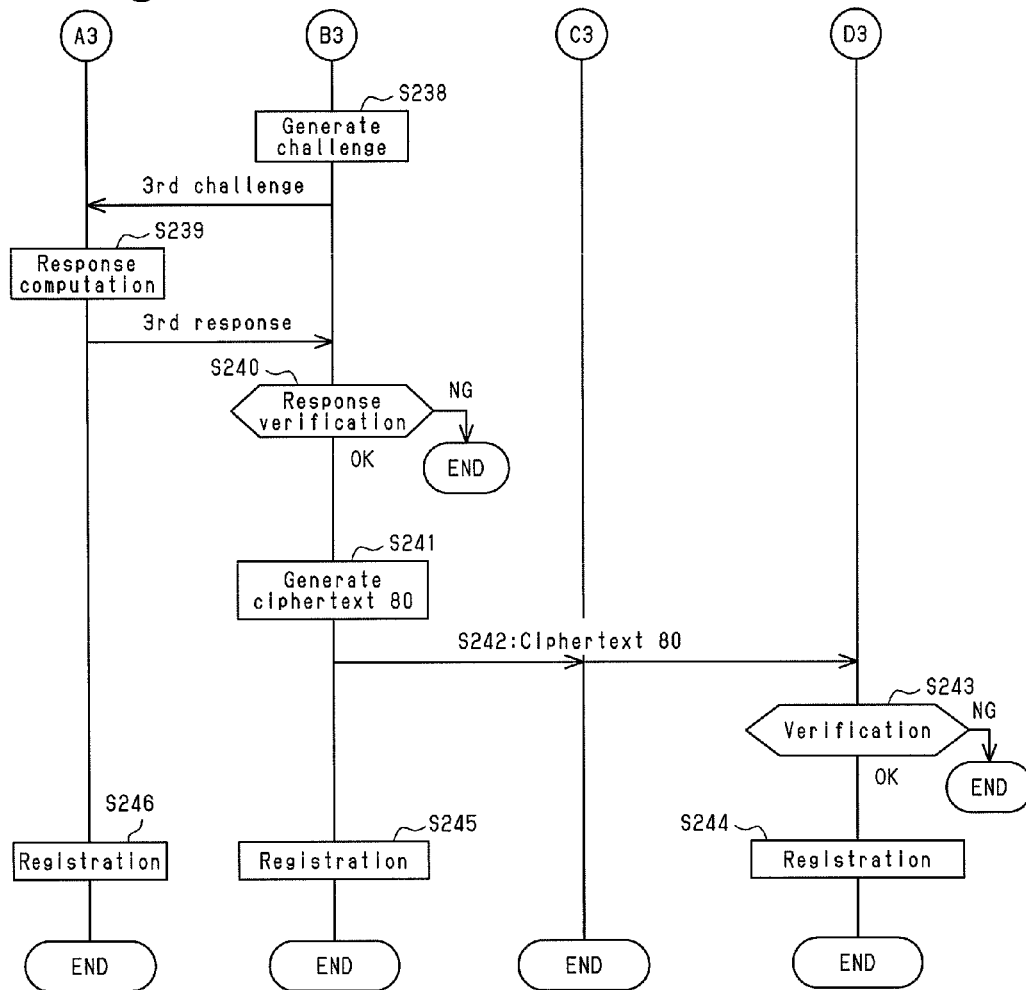 A3
B3
C3
D3
S238
Generate
challenge
3rd challenge
S239
Response
computation
3rd response
S240
Response
verification
NG
END
OK
S241
Generate
ciphertext 80
S242:Ciphertext 80
S243
Verification
NG
END
OK
S246
Registration
S245
Registration
S244
Registration
END
END
END
END